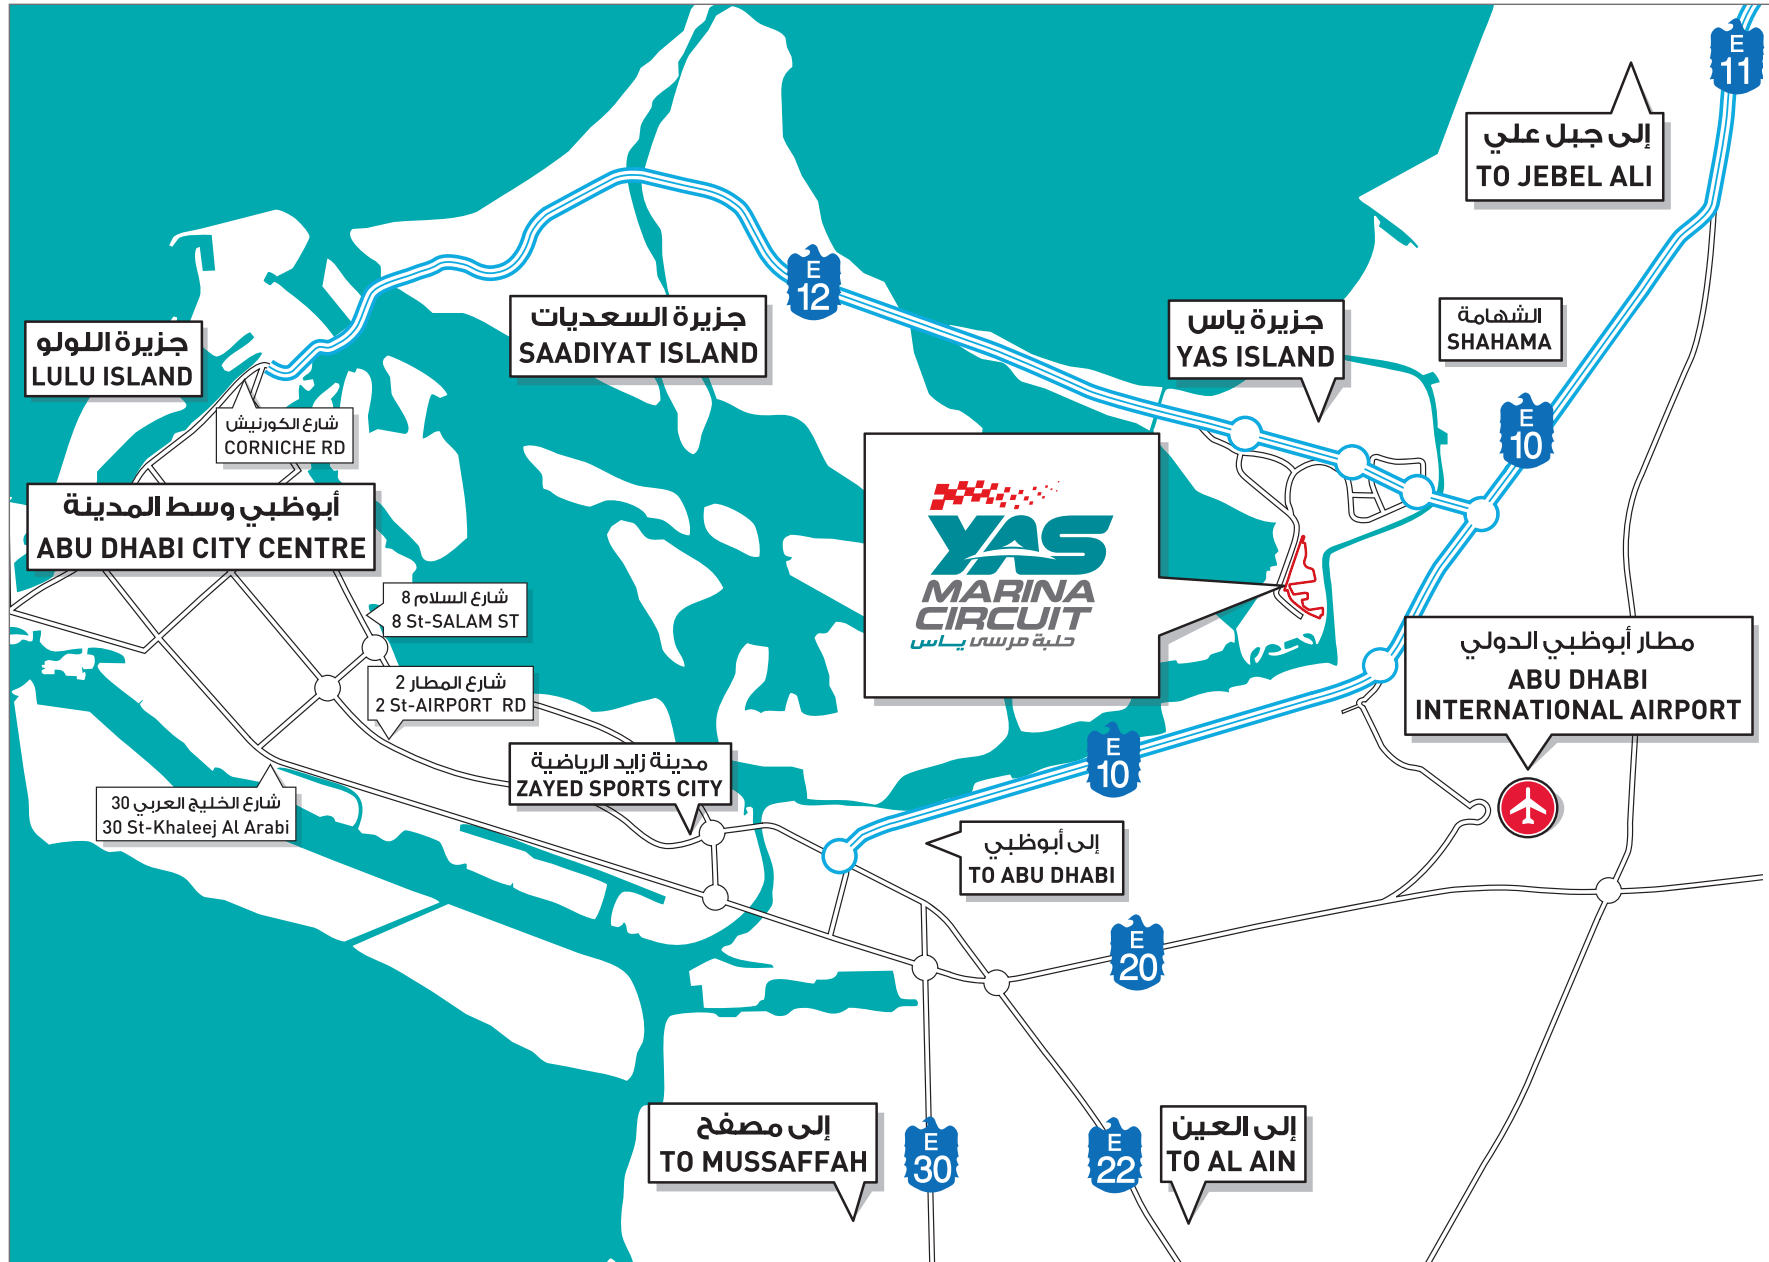 E
11
إلى جبل علي
TO JEBEL ALI
E
12
جزيرة السعديات
SAADIYAT ISLAND
جزيرة ياس
YAS ISLAND
الشهامة
SHAHAMA
جزيرة اللولو
LULU ISLAND
شارع الكورنيش
CORNICHE RD
E
10
أبوظبي وسط المدينة
ABU DHABI CITY CENTRE
YAS
MARINA
CIRCUIT
حلبة مرسى ياس
شارع السلام 8
8 St-SALAM ST
مطار أبوظبي الدولي
ABU DHABI
INTERNATIONAL AIRPORT
شارع المطار 2
2 St-AIRPORT RD
مدينة زايد الرياضية
ZAYED SPORTS CITY
E
10
شارع الخليج العربي 30
30 St-Khaleej Al Arabi
إلى أبوظبي
TO ABU DHABI
E
20
إلى مصفح
TO MUSSAFFAH
E
30
E
22
إلى العين
TO AL AIN